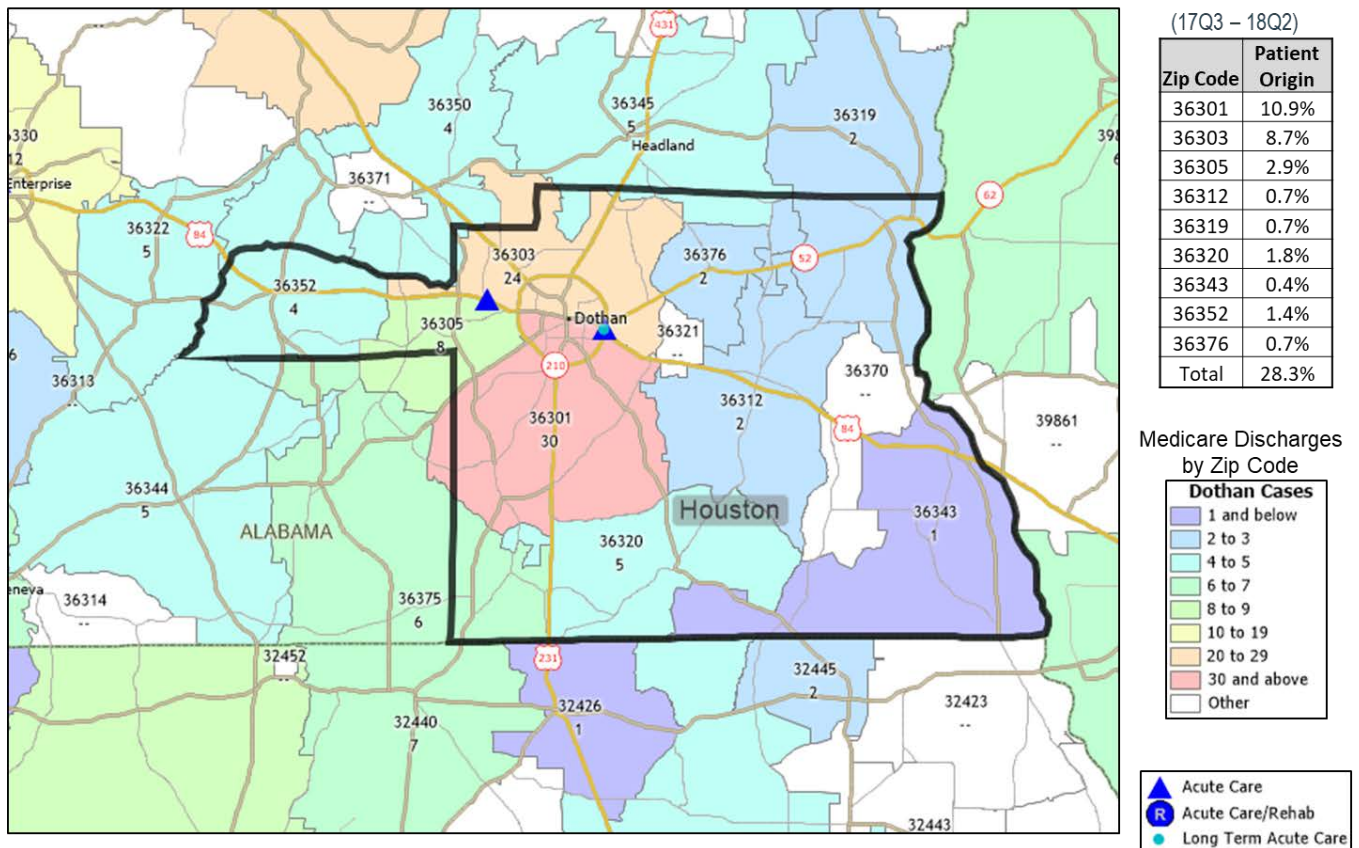 431
36350
4
36345
5
Headland
36319
2
398
6
6330
12
Enterprise
36371
--
62
36322
5
84
36303
24
36376
2
52
36352
4
36305
8
Dothan
36321
--
36313
--
210
36370
--
36301
30
36312
2
84
39861
--
36344
5
Houston
36343
1
ALABAMA
36320
5
eneva
36314
--
36375
6
32452
--
231
32445
2
32426
1
32423
--
32440
7
32443
(17Q3 – 18Q2)
Zip Code Patient Origin
36301 10.9%
36303 8.7%
36305 2.9%
36312 0.7%
36319 0.7%
36320 1.8%
36343 0.4%
36352 1.4%
36376 0.7%
Total 28.3%
Medicare Discharges
by Zip Code
Dothan Cases
1 and below
2 to 3
4 to 5
6 to 7
8 to 9
10 to 19
20 to 29
30 and above
Other
Acute Care
R Acute Care/Rehab
Long Term Acute Care